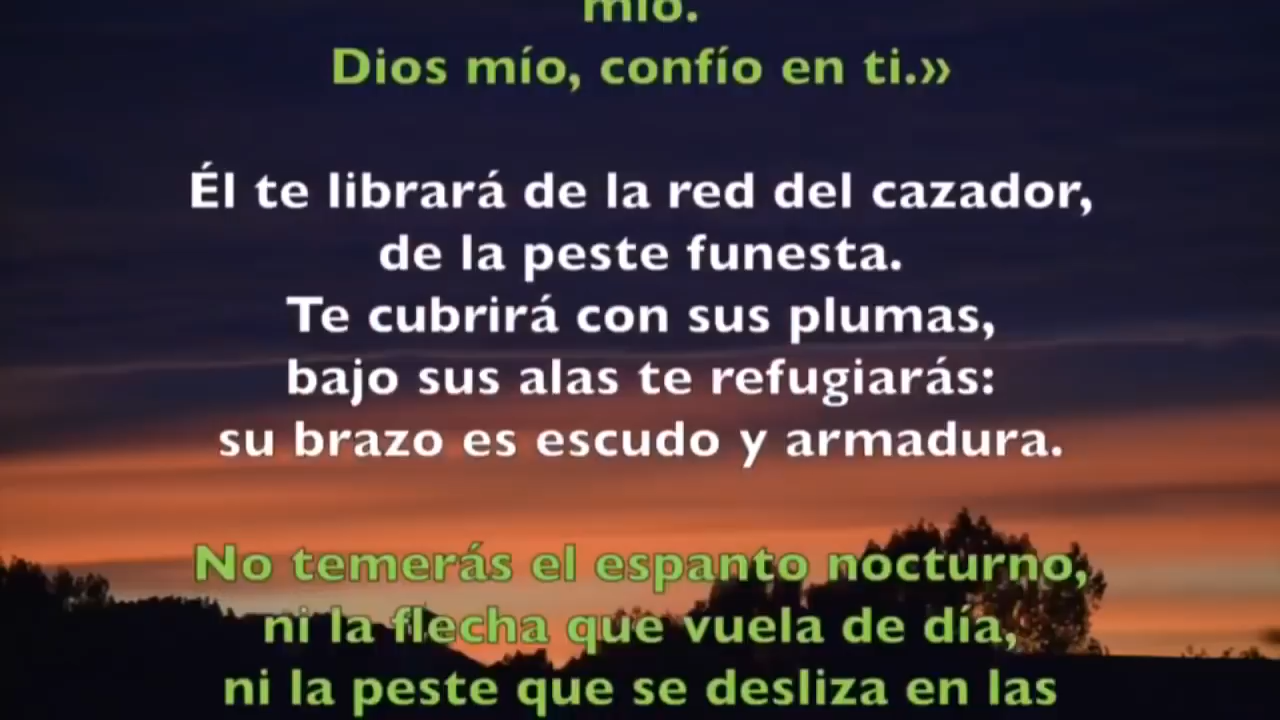 mío.
Dios mío, confío en ti.»
Él te librará de la red del cazador,
de la peste funesta.
Te cubrirá con sus plumas,
bajo sus alas te refugiarás:
su brazo es escudo y armadura.
No temerás el espanto nocturno,
ni la flecha que vuela de día,
ni la peste que se desliza en las